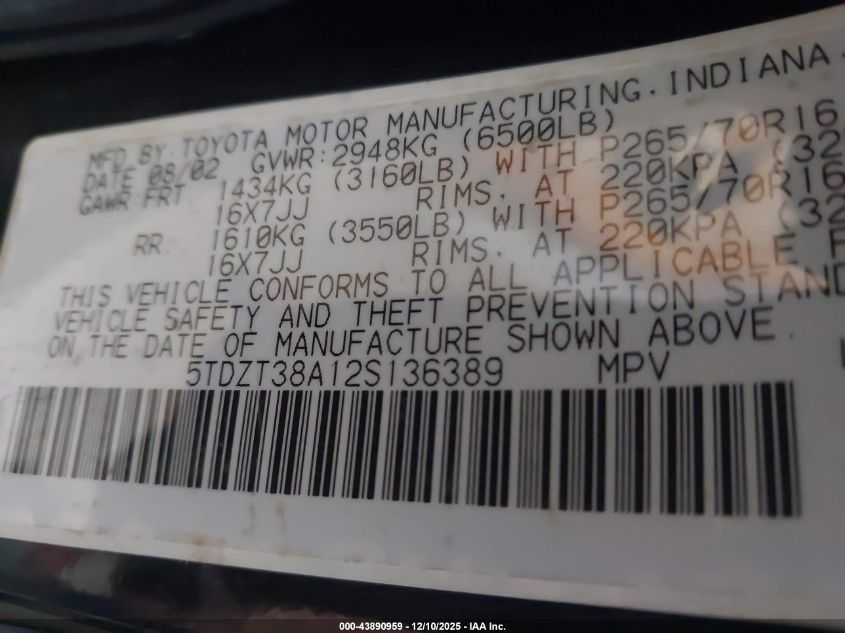 MFD. BY: TOYOTA MOTOR MANUFACTURING, INDIANA
DATE 08/02 GVWR: 2948KG (6500LB)
GAWR: FRT. 1434KG (3160LB) WITH P265/70R16
16X7JJ RIMS, AT 220KPA (32
RR. 1610KG (3550LB) WITH P265/70R16
16X7JJ RIMS, AT 220KPA (32
THIS VEHICLE CONFORMS TO ALL APPLICABLE F
VEHICLE SAFETY AND THEFT PREVENTION STAND
ON THE DATE OF MANUFACTURE SHOWN ABOVE.
5TDZT38A12S136389 MPV
000-43890959 - 12/10/2025 - IAA Inc.